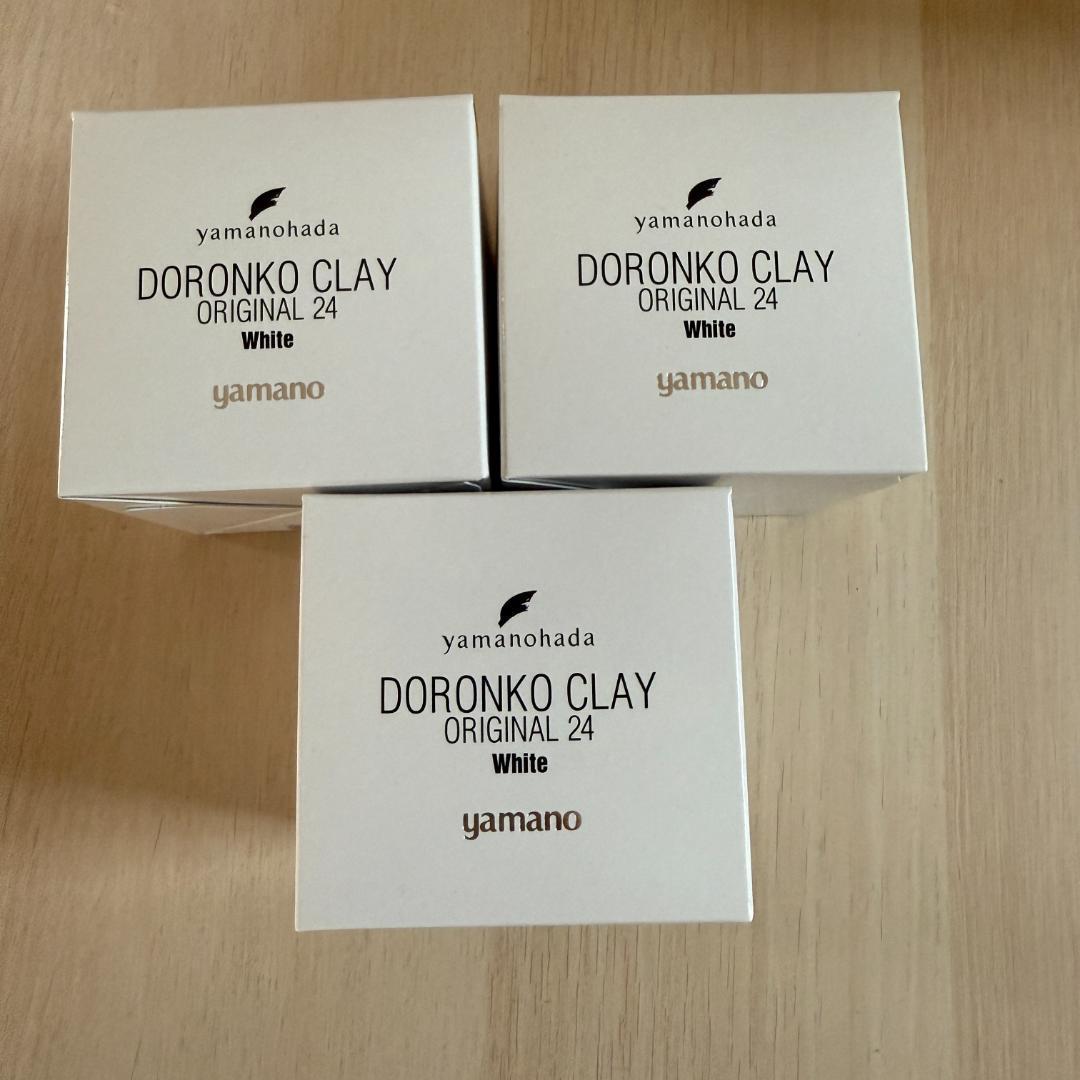 yamanohada
DORONKO CLAY
ORIGINAL 24
White
yamano
yamanohada
DORONKO CLAY
ORIGINAL 24
White
yamano
yamanohada
DORONKO CLAY
ORIGINAL 24
White
yamano